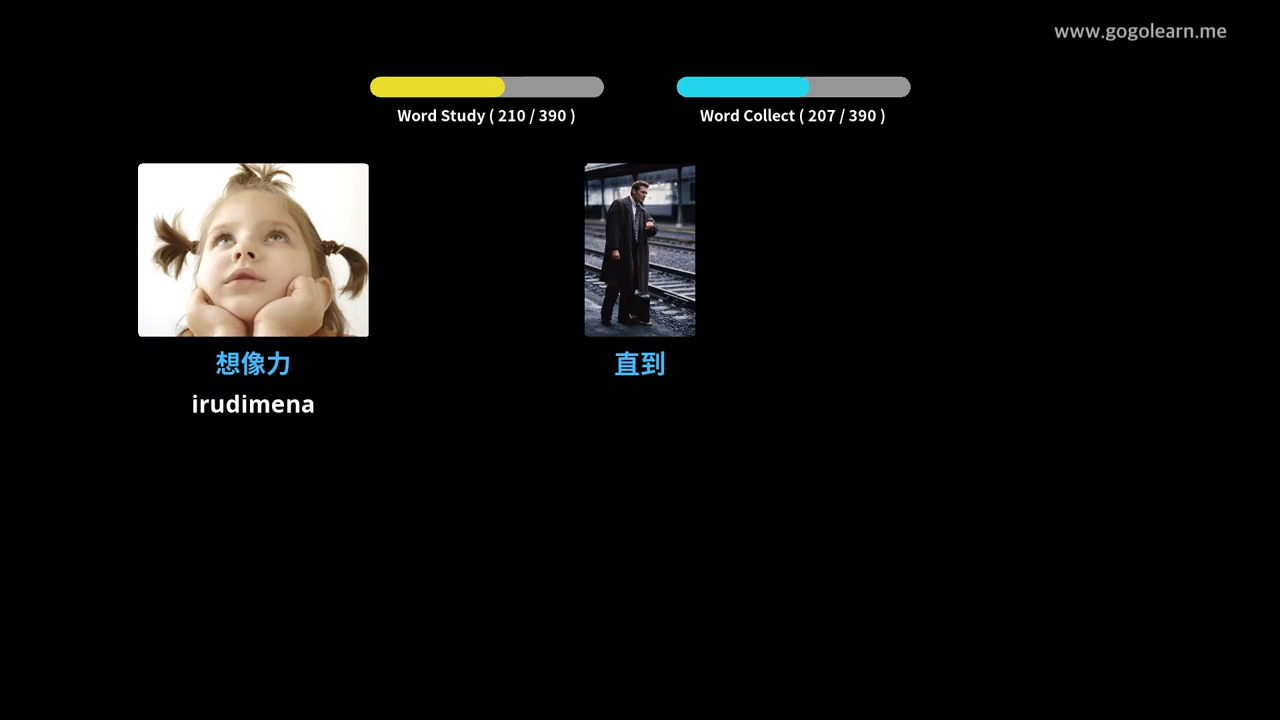 www.gogolearn.me
Word Study ( 210 / 390 )
Word Collect ( 207 / 390 )
想像力
irudimena
直到